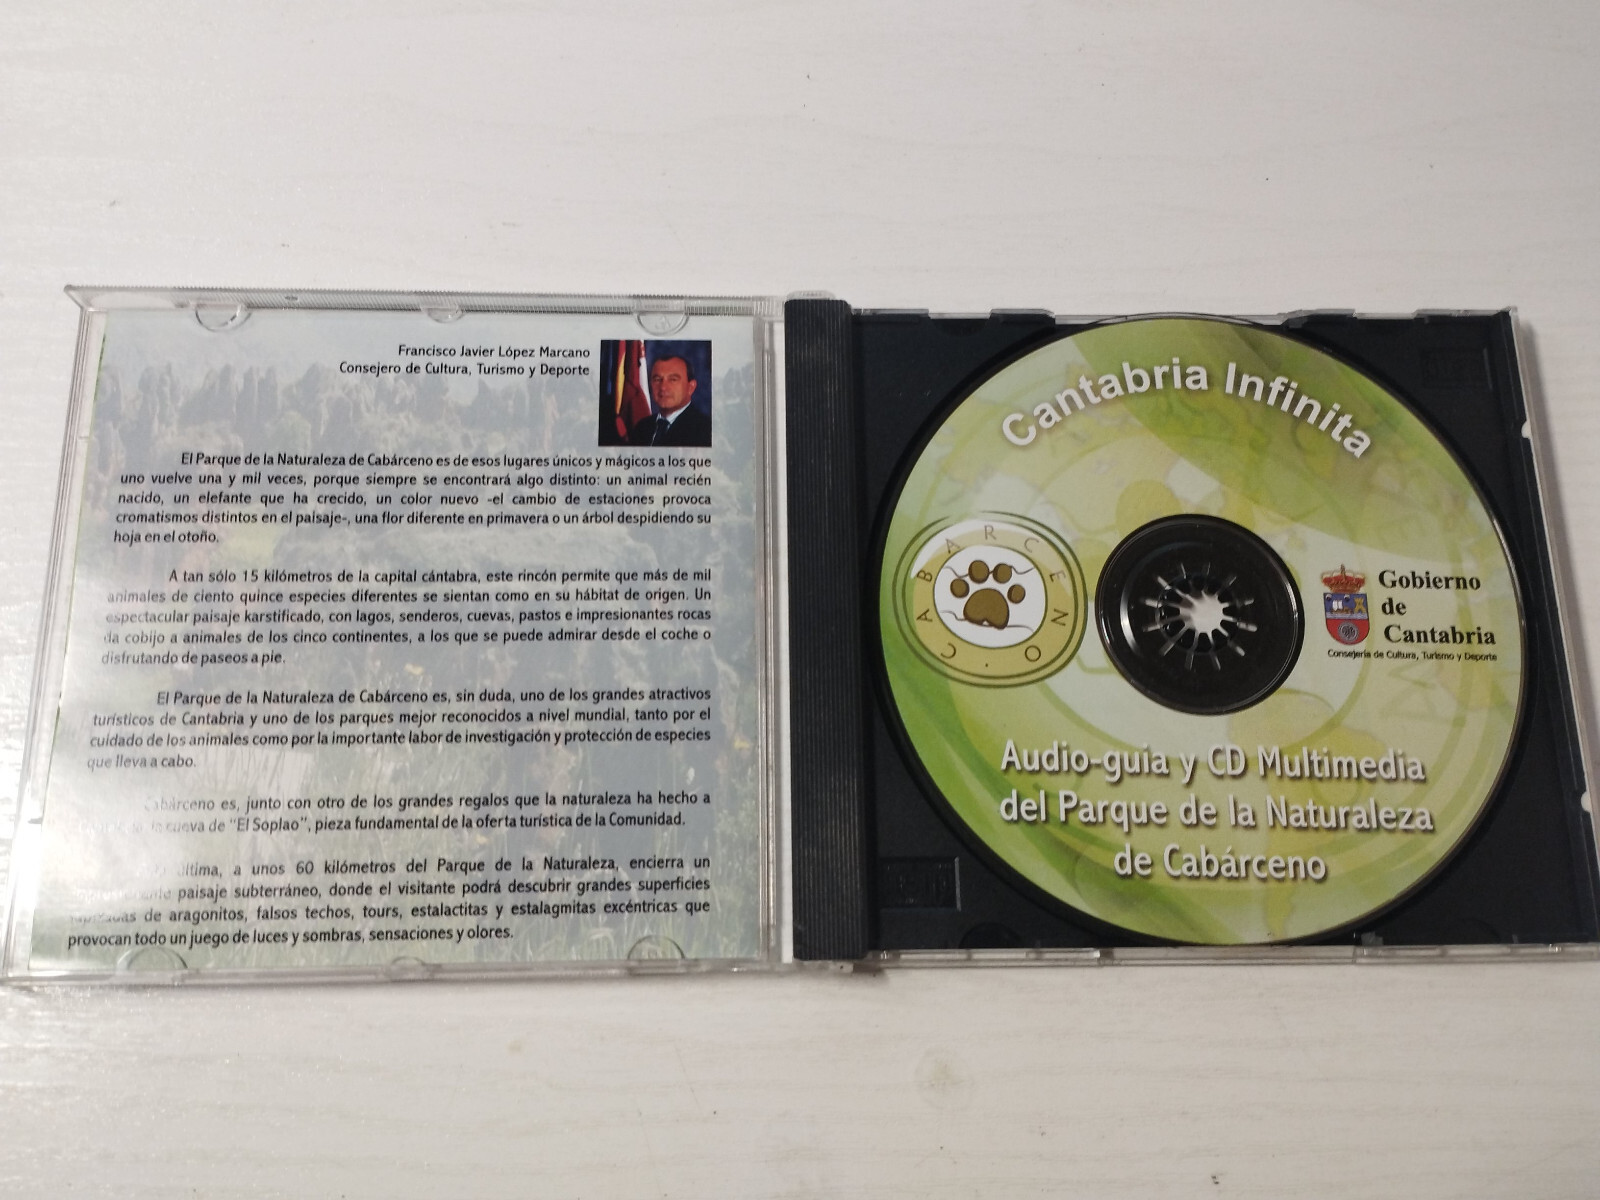 Francisco Javier López Marcano
Consejero de Cultura, Turismo y Deporte
El Parque de la Naturaleza de Cabárceno es de esos lugares únicos y mágicos a los que
uno vuelve una y mil veces, porque siempre se encontrará algo distinto: un animal recién
nacido, un elefante que ha crecido, un color nuevo -el cambio de estaciones provoca
cromatismos distintos en el paisaje-, una flor diferente en primavera o un árbol despidiendo su
hoja en el otoño.
A tan sólo 15 kilómetros de la capital cántabra, este rincón permite que más de mil
animales de ciento quince especies diferentes se sientan como en su hábitat de origen. Un
espectacular paisaje karstificado, con lagos, senderos, cuevas, pastos e impresionantes rocas
da cobijo a animales de los cinco continentes, a los que se puede admirar desde el coche o
disfrutando de paseos a pie.
El Parque de la Naturaleza de Cabárceno es, sin duda, uno de los grandes atractivos
turísticos de Cantabria y uno de los parques mejor reconocidos a nivel mundial, tanto por el
cuidado de los animales como por la importante labor de investigación y protección de especies
que lleva a cabo.
Cabárceno es, junto con otro de los grandes regalos que la naturaleza ha hecho a
la cueva de "El Soplao", pieza fundamental de la oferta turística de la Comunidad.
última, a unos 60 kilómetros del Parque de la Naturaleza, encierra un
paisaje subterráneo, donde el visitante podrá descubrir grandes superficies
de aragonitos, falsos techos, tours, estalactitas y estalagmitas excéntricas que
provocan todo un juego de luces y sombras, sensaciones y olores.
Cantabria Infinita
CABARCENO
Gobierno
de
Cantabria
Consejería de Cultura, Turismo y Deporte
Audio-guia y CD Multimedia
del Parque de la Naturaleza
de Cabárceno